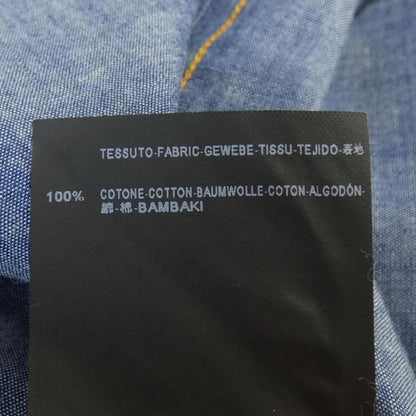 TESSUTO-FABRIC-GEWEBE-TISSU-TEJIDO-表地
100% COTONE-COTTON-BAUMWOLLE-COTON-ALGODÓN-
綿-棉-BAMBAKI